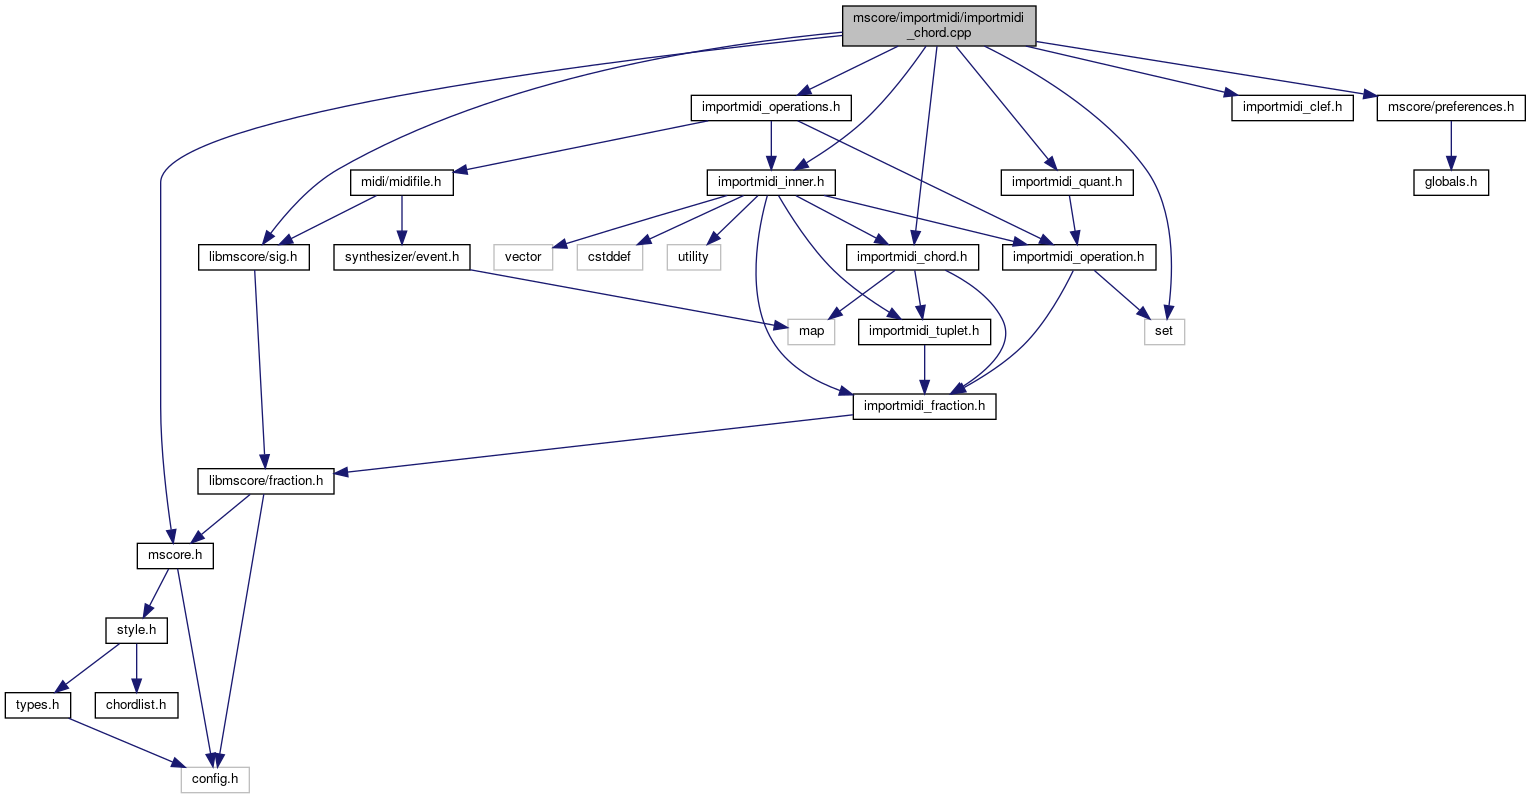 mscore/importmidi/importmidi
_chord.cpp
importmidi_operations.h
importmidi_clef.h
mscore/preferences.h
midi/midifile.h
importmidi_inner.h
importmidi_quant.h
globals.h
libmscore/sig.h
synthesizer/event.h
vector
cstddef
utility
importmidi_chord.h
importmidi_operation.h
map
importmidi_tuplet.h
set
importmidi_fraction.h
libmscore/fraction.h
mscore.h
style.h
types.h
chordlist.h
config.h